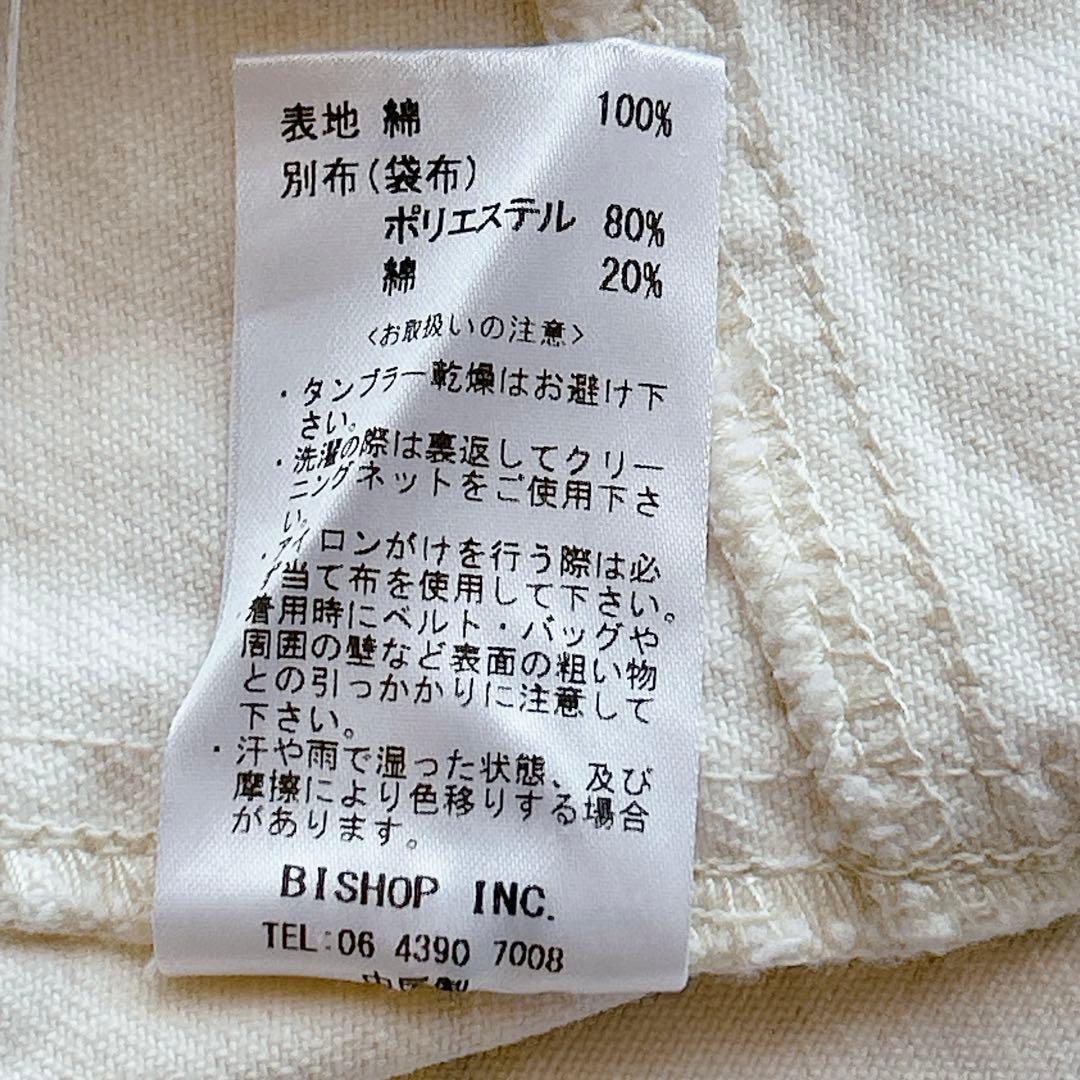 表地 綿 100%
別布(袋布)
ポリエステル 80%
綿 20%
<お取扱いの注意>
・タンブラー乾燥はお避け下
さい。
・洗濯の際は裏返してクリー
ニングネットをご使用下さ
い。
・アイロンがけを行う際は必
ず当て布を使用して下さい。
着用時にベルト・バッグや
周囲の壁など表面の粗い物
との引っかかりに注意して
下さい。
・汗や雨で湿った状態、及び
摩擦により色移りする場合
があります。
BISHOP INC.
TEL:06 4390 7008